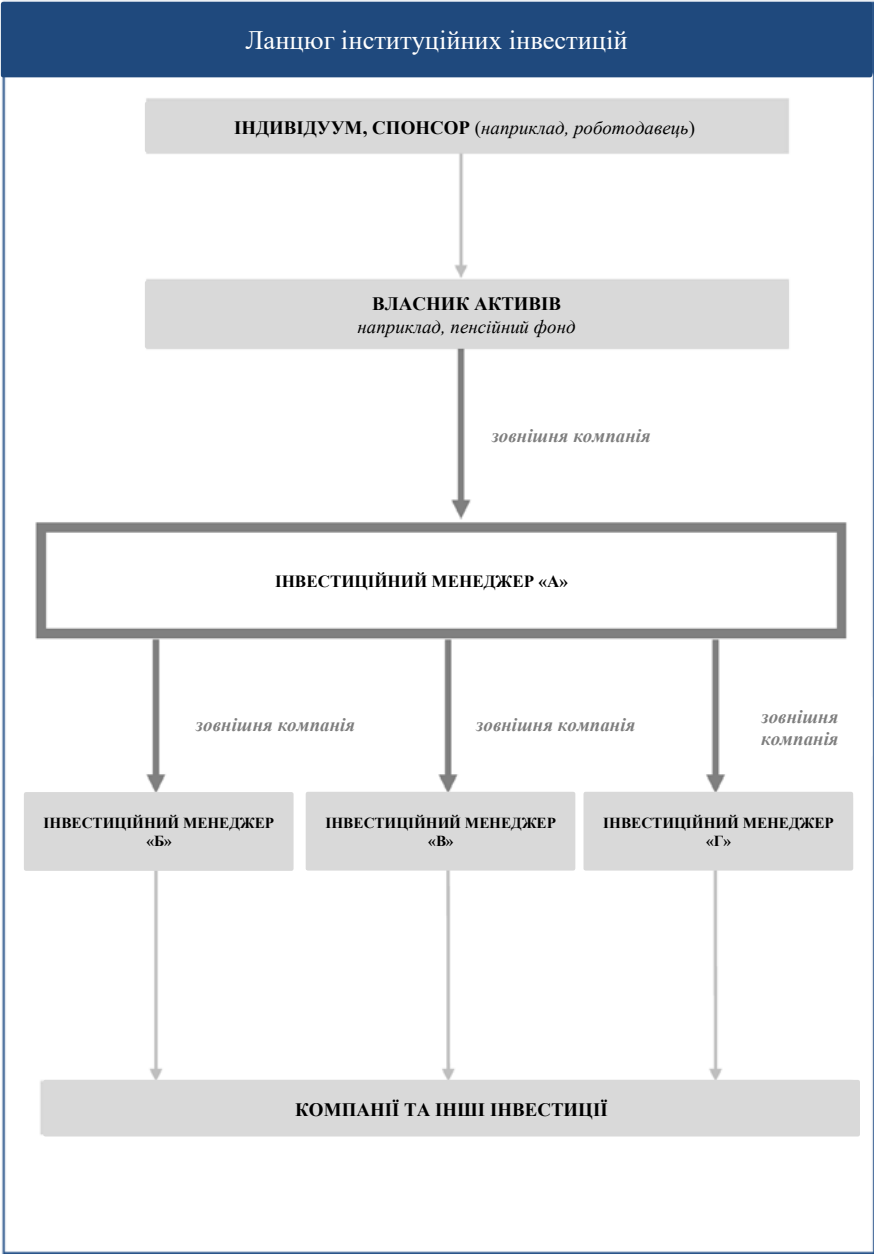 Ланцюг інституційних інвестицій
ІНДИВІДУУМ, СПОНСОР (наприклад, роботодавець)
ВЛАСНИК АКТИВІВ
наприклад, пенсійний фонд
зовнішня компанія
ІНВЕСТИЦІЙНИЙ МЕНЕДЖЕР «А»
зовнішня компанія
зовнішня компанія
зовнішня
компанія
ІНВЕСТИЦІЙНИЙ МЕНЕДЖЕР
«Б»
ІНВЕСТИЦІЙНИЙ МЕНЕДЖЕР
«В»
ІНВЕСТИЦІЙНИЙ МЕНЕДЖЕР
«Г»
КОМПАНІЇ ТА ІНШІ ІНВЕСТИЦІЇ